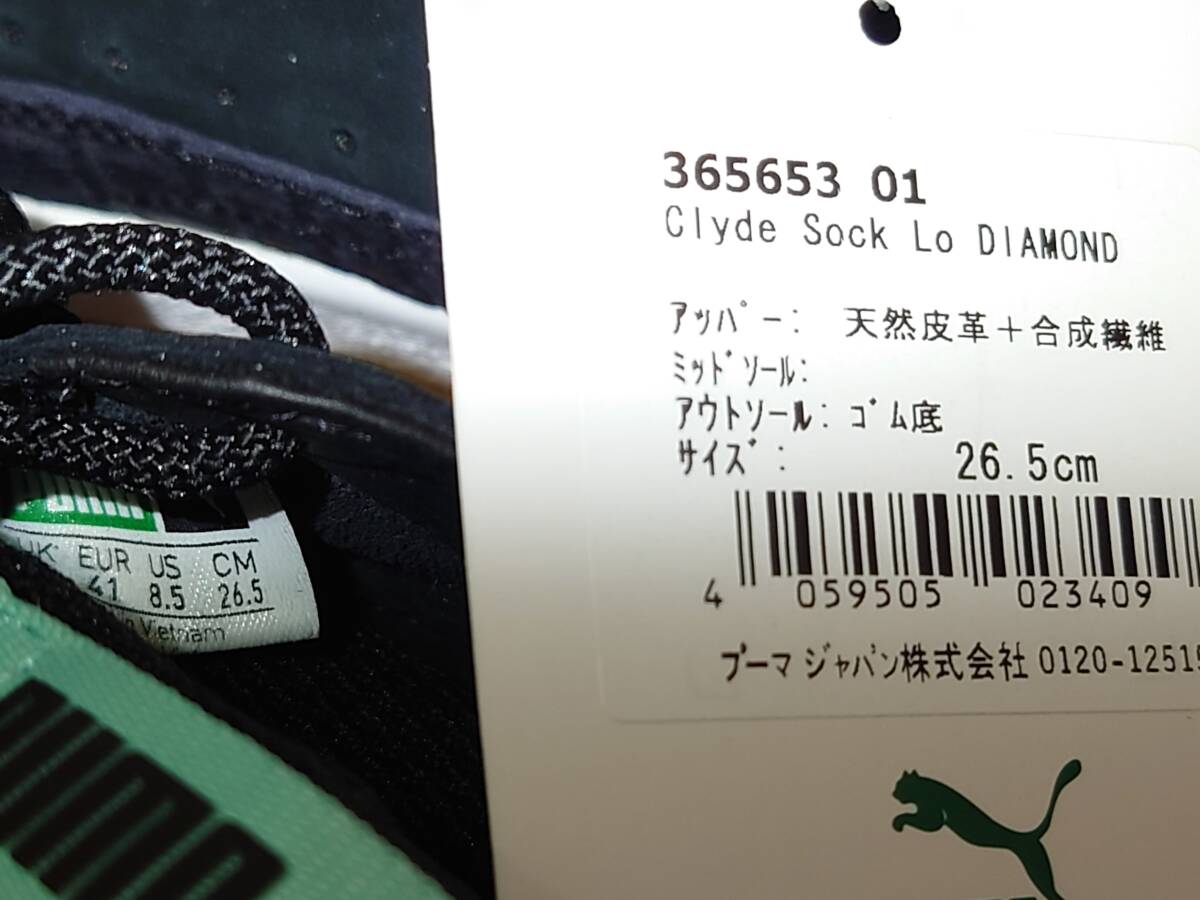 365653 01
Clyde Sock Lo DIAMOND
アッパー: 天然皮革+合成繊維
ミッドソール:
アウトソール: ゴム底
サイズ: 26.5cm
4 059505 023409
プーマ ジャパン株式会社 0120-12519
UK EUR US CM
41 8.5 26.5
Vietnam